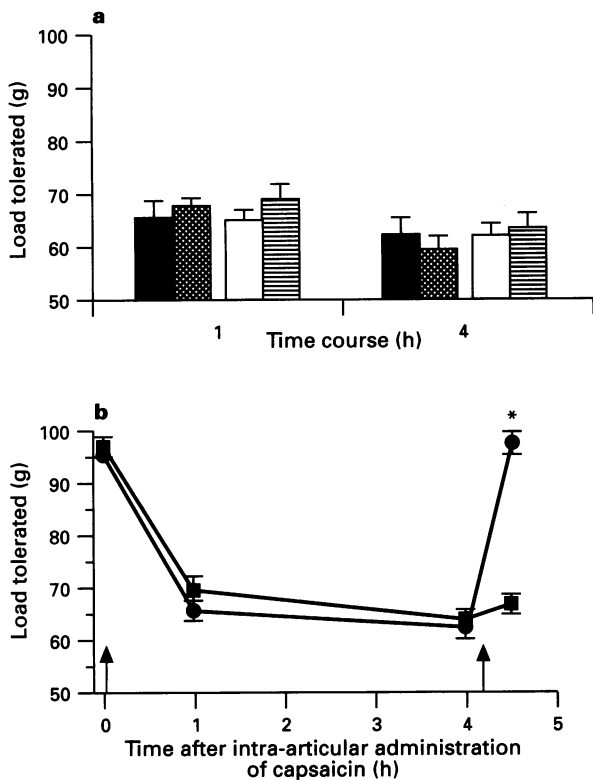 a
100
90
80
70
60
50
Load tolerated (g)
1
4
Time course (h)
b
*
100
90
80
70
60
50
Load tolerated (g)
0 1 2 3 4 5
Time after intra-articular administration
of capsaicin (h)